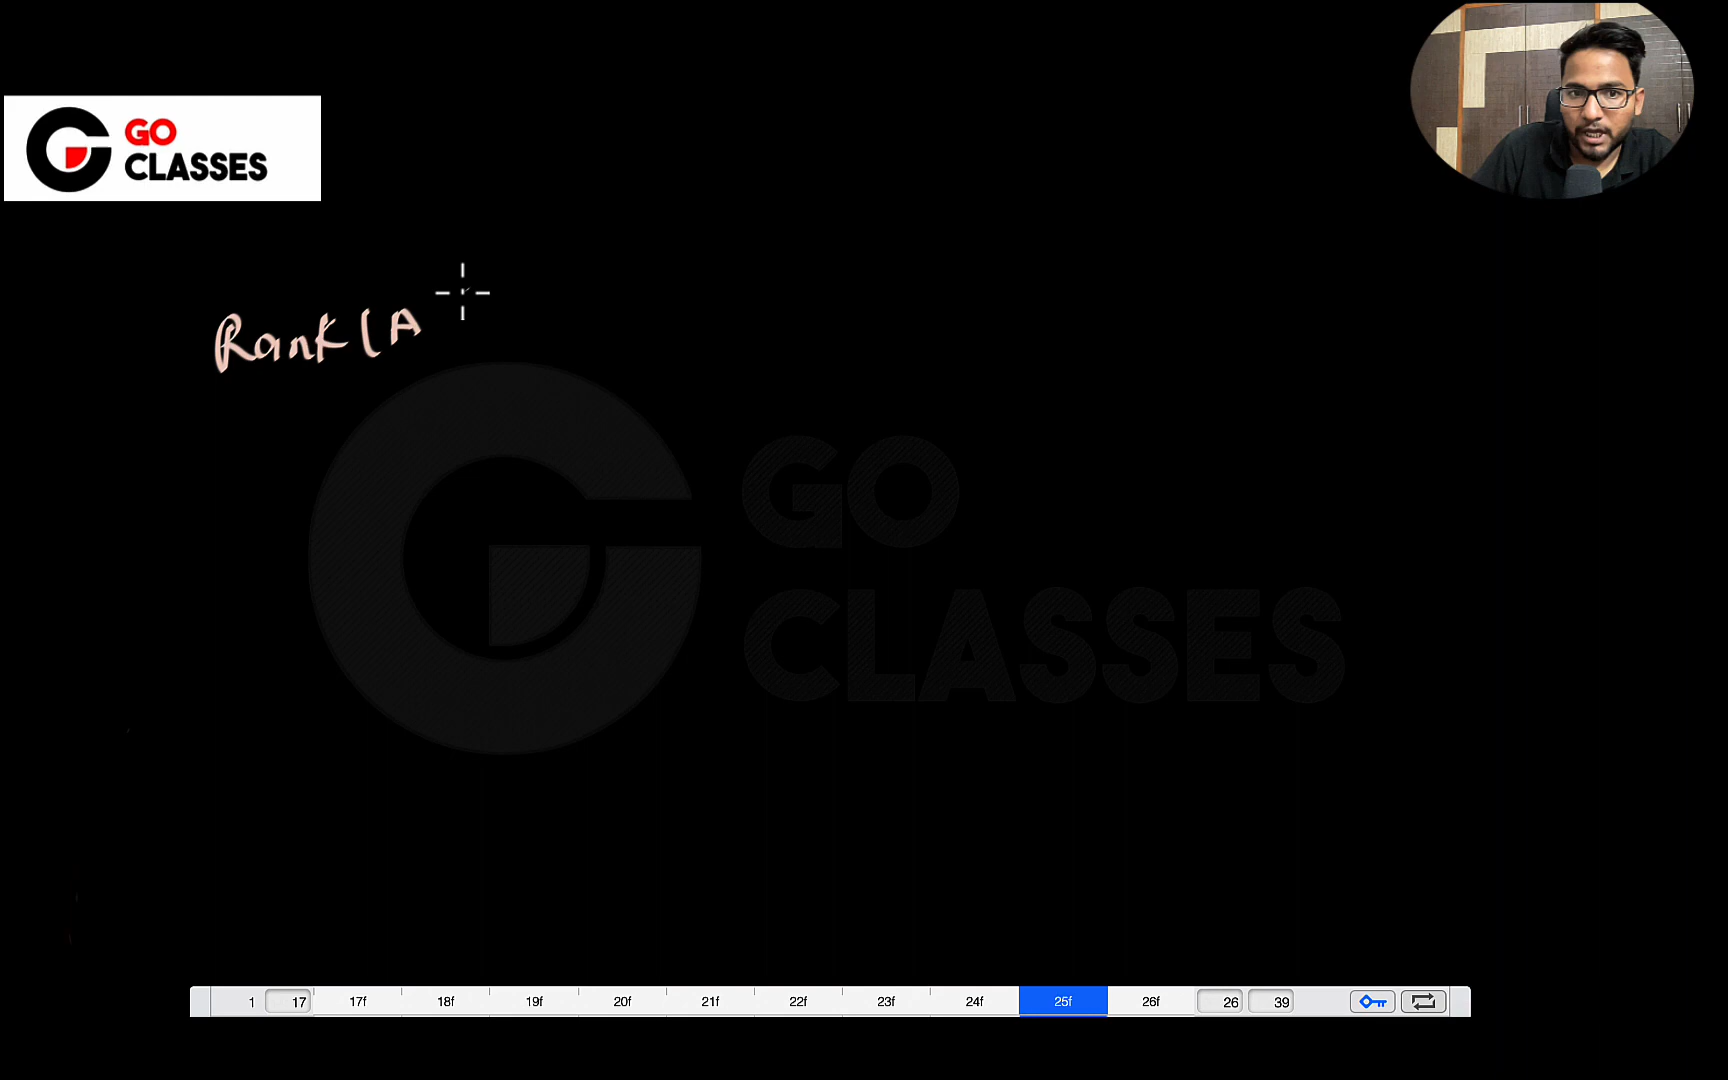 GO
CLASSES
Rank(A
GO
CLASSES
1 17 17f 18f 19f 20f 21f 22f 23f 24f 25f 26f 26 39